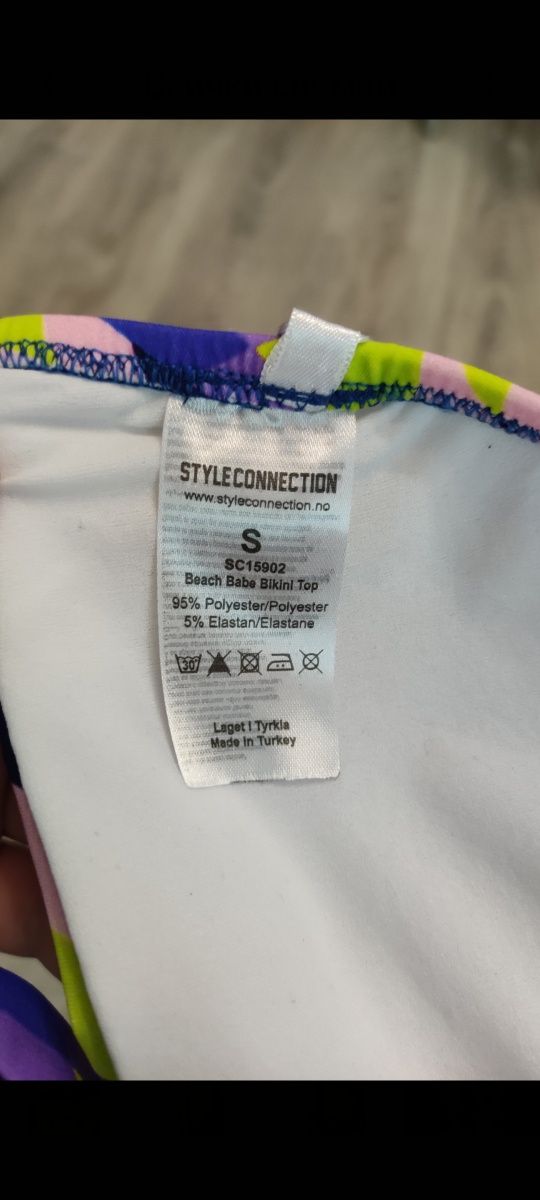 STYLECONNECTION
www.styleconnection.no
S
SC15902
Beach Babe Bikini Top
95% Polyester/Polyester
5% Elastan/Elastane
30°
Laget I Tyrkia
Made In Turkey